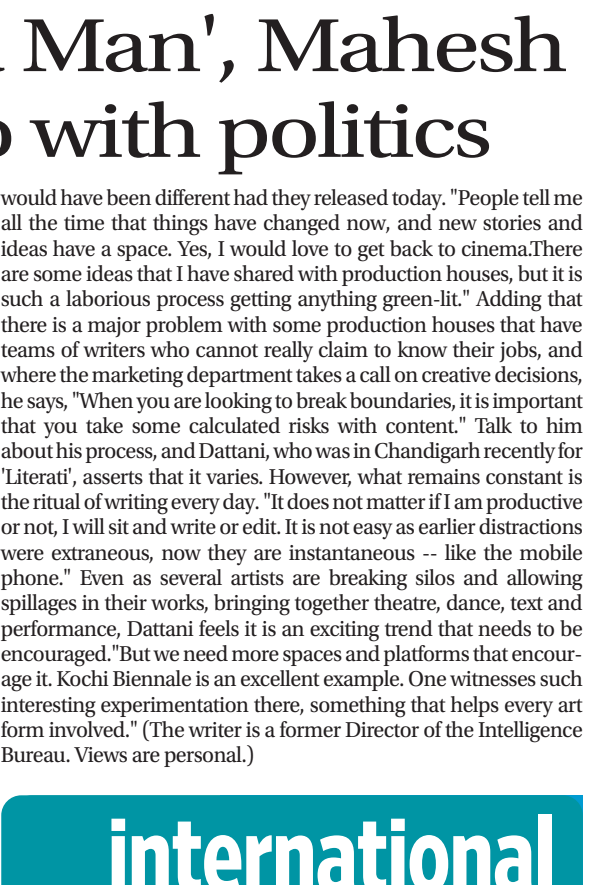 Man', Mahesh
with politics
would have been different had they released today. "People tell me
all the time that things have changed now, and new stories and
ideas have a space. Yes, I would love to get back to cinema.There
are some ideas that I have shared with production houses, but it is
such a laborious process getting anything green-lit." Adding that
there is a major problem with some production houses that have
teams of writers who cannot really claim to know their jobs, and
where the marketing department takes a call on creative decisions,
he says, "When you are looking to break boundaries, it is important
that you take some calculated risks with content." Talk to him
about his process, and Dattani, who was in Chandigarh recently for
'Literati', asserts that it varies. However, what remains constant is
the ritual of writing every day. "It does not matter if I am productive
or not, I will sit and write or edit. It is not easy as earlier distractions
were extraneous, now they are instantaneous -- like the mobile
phone." Even as several artists are breaking silos and allowing
spillages in their works, bringing together theatre, dance, text and
performance, Dattani feels it is an exciting trend that needs to be
encouraged."But we need more spaces and platforms that encour-
age it. Kochi Biennale is an excellent example. One witnesses such
interesting experimentation there, something that helps every art
form involved." (The writer is a former Director of the Intelligence
Bureau. Views are personal.)
international